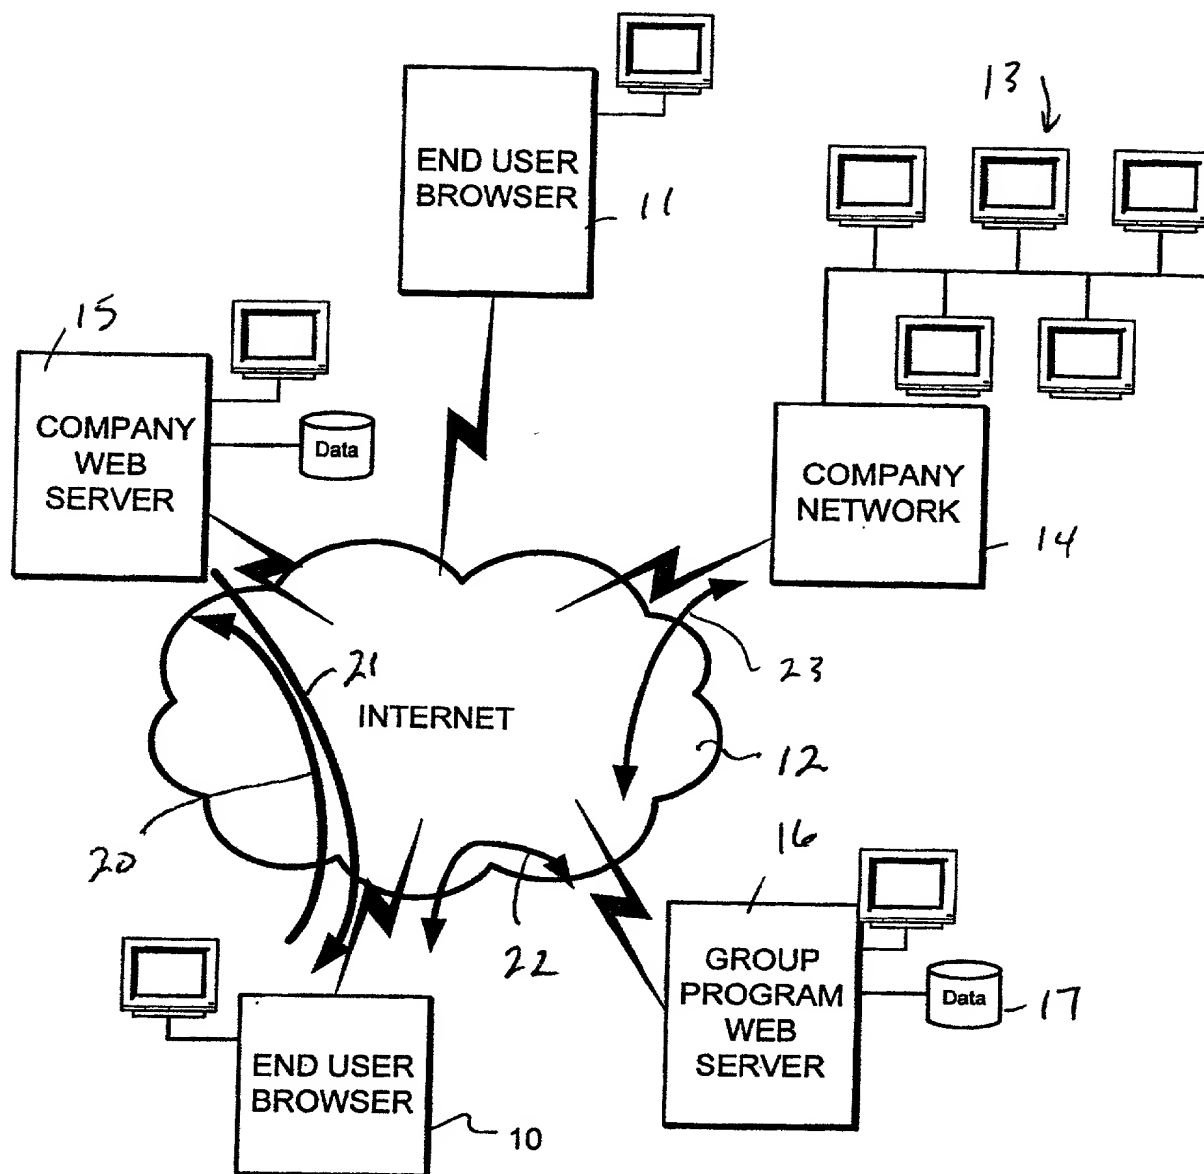 END USER
BROWSER
11
13
15
COMPANY
WEB
SERVER
Data
COMPANY
NETWORK
14
21
23
INTERNET
12
20
16
22
GROUP
PROGRAM
WEB
SERVER
Data
17
END USER
BROWSER
10